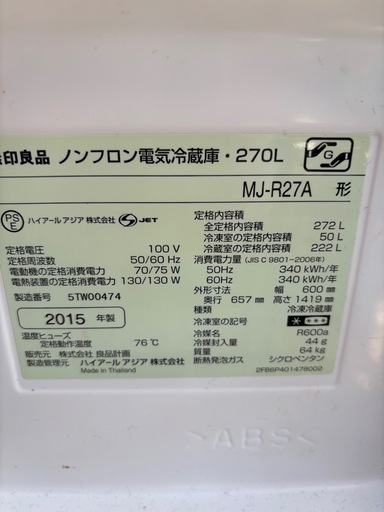 印良品 ノンフロン電気冷蔵庫・270L
G
MJ-R27A 形
PS
E
ハイアール アジア 株式会社 S JET
定格電圧 100 V
定格周波数 50/60 Hz
電動機の定格消費電力 70/75 W
電熱装置の定格消費電力 130/130 W
製造番号 5TW00474
2015 年製
温度ヒューズ
定格動作温度 76℃
販売元 株式会社 良品計画
製造管理元 ハイアール アジア 株式会社
Made in Thailand
定格内容積
全定格内容積 272 L
冷凍室の定格内容積 50 L
冷蔵室の定格内容積 222 L
消費電力量 (JIS C 9801-2006年)
50Hz 340 kWh/年
60Hz 340 kWh/年
外形寸法 幅 600 mm
奥行 657 mm 高さ 1419 mm
種類 冷凍冷蔵庫
冷凍室の記号
冷媒 R600a
冷媒封入量 44 g
質量 64 kg
断熱発泡ガス シクロペンタン
2FB6P401478002
>ABS<